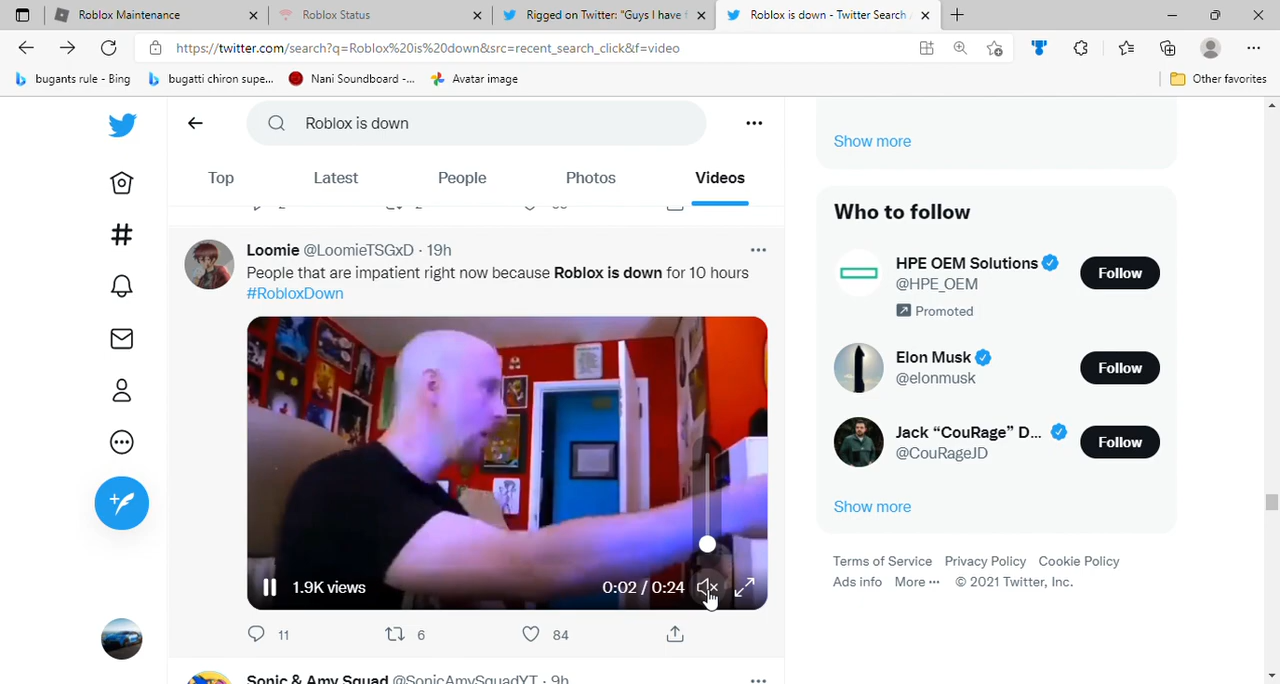 Roblox Maintenance
Roblox Status
Rigged on Twitter: "Guys I have f
Roblox is down - Twitter Search /
https://twitter.com/search?q=Roblox%20is%20down&src=recent_search_click&f=video
bugants rule - Bing
bugatti chiron supe...
Nani Soundboard -...
Avatar image
Other favorites
Roblox is down
Top
Latest
People
Photos
Videos
Loomie @LoomieTSGxD · 19h
People that are impatient right now because Roblox is down for 10 hours
#RobloxDown
1.9K views
0:02 / 0:24
11
6
84
Sonic & Amy Squad @SonicAmySquadYT · 9h
Show more
Who to follow
HPE OEM Solutions
@HPE_OEM
Promoted
Follow
Elon Musk
@elonmusk
Follow
Jack “CouRage” D...
@CouRageJD
Follow
Show more
Terms of Service Privacy Policy Cookie Policy
Ads info More ··· © 2021 Twitter, Inc.